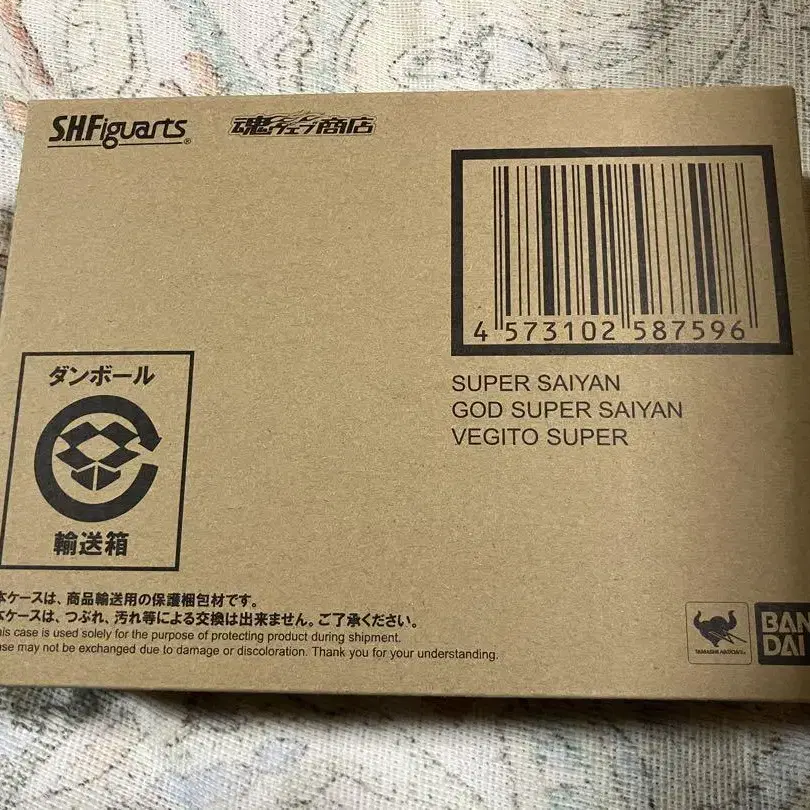 S.H.Figuarts®
魂ウェブ商店
4 573102 587596
SUPER SAIYAN
GOD SUPER SAIYAN
VEGITO SUPER
ダンボール
輸送箱
本ケースは、商品輸送用の保護梱包材です。
本ケースは、つぶれ、汚れ等による交換は出来ません。ご了承ください。
his case is used solely for the purpose of protecting product during shipment.
ase may not be exchanged due to damage or discoloration. Thank you for your understanding.
TAMASHII NATIONS
BAN
DAI